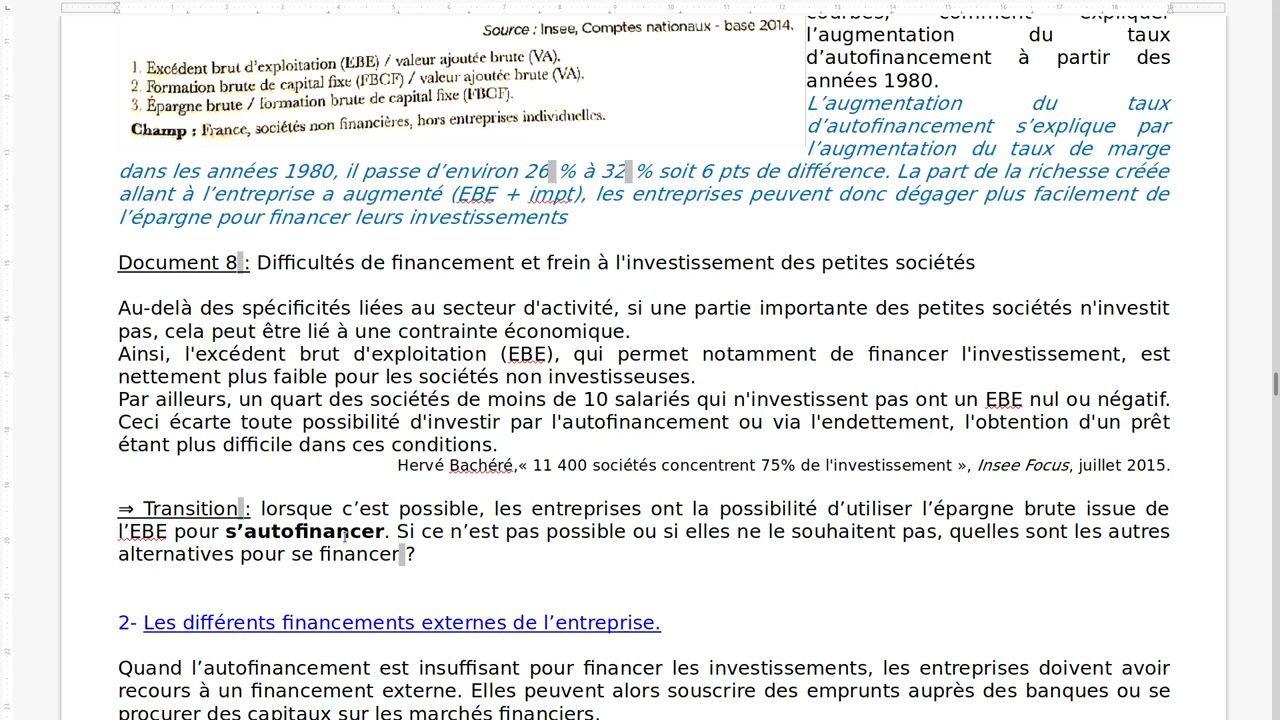 Source : Insee, Comptes nationaux - base 2014.
1. Excédent brut d'exploitation (EBE) / valeur ajoutée brute (VA).
2. Formation brute de capital fixe (FBCF) / valeur ajoutée brute (VA).
3. Épargne brute / formation brute de capital fixe (FBCF).
Champ : France, sociétés non financières, hors entreprises individuelles.
courbes, comment expliquer
l’augmentation du taux
d’autofinancement à partir des
années 1980.
L’augmentation du taux
d’autofinancement s’explique par
l’augmentation du taux de marge
dans les années 1980, il passe d’environ 26 % à 32 % soit 6 pts de différence. La part de la richesse créée
allant à l’entreprise a augmenté (EBE + impt), les entreprises peuvent donc dégager plus facilement de
l’épargne pour financer leurs investissements
Document 8 : Difficultés de financement et frein à l'investissement des petites sociétés
Au-delà des spécificités liées au secteur d'activité, si une partie importante des petites sociétés n'investit
pas, cela peut être lié à une contrainte économique.
Ainsi, l'excédent brut d'exploitation (EBE), qui permet notamment de financer l'investissement, est
nettement plus faible pour les sociétés non investisseuses.
Par ailleurs, un quart des sociétés de moins de 10 salariés qui n'investissent pas ont un EBE nul ou négatif.
Ceci écarte toute possibilité d'investir par l'autofinancement ou via l'endettement, l'obtention d'un prêt
étant plus difficile dans ces conditions.
Hervé Bachéré,« 11 400 sociétés concentrent 75% de l'investissement », Insee Focus, juillet 2015.
⇒ Transition : lorsque c’est possible, les entreprises ont la possibilité d’utiliser l’épargne brute issue de
l’EBE pour s’autofinancer. Si ce n’est pas possible ou si elles ne le souhaitent pas, quelles sont les autres
alternatives pour se financer ?
2- Les différents financements externes de l’entreprise.
Quand l’autofinancement est insuffisant pour financer les investissements, les entreprises doivent avoir
recours à un financement externe. Elles peuvent alors souscrire des emprunts auprès des banques ou se
procurer des capitaux sur les marchés financiers.